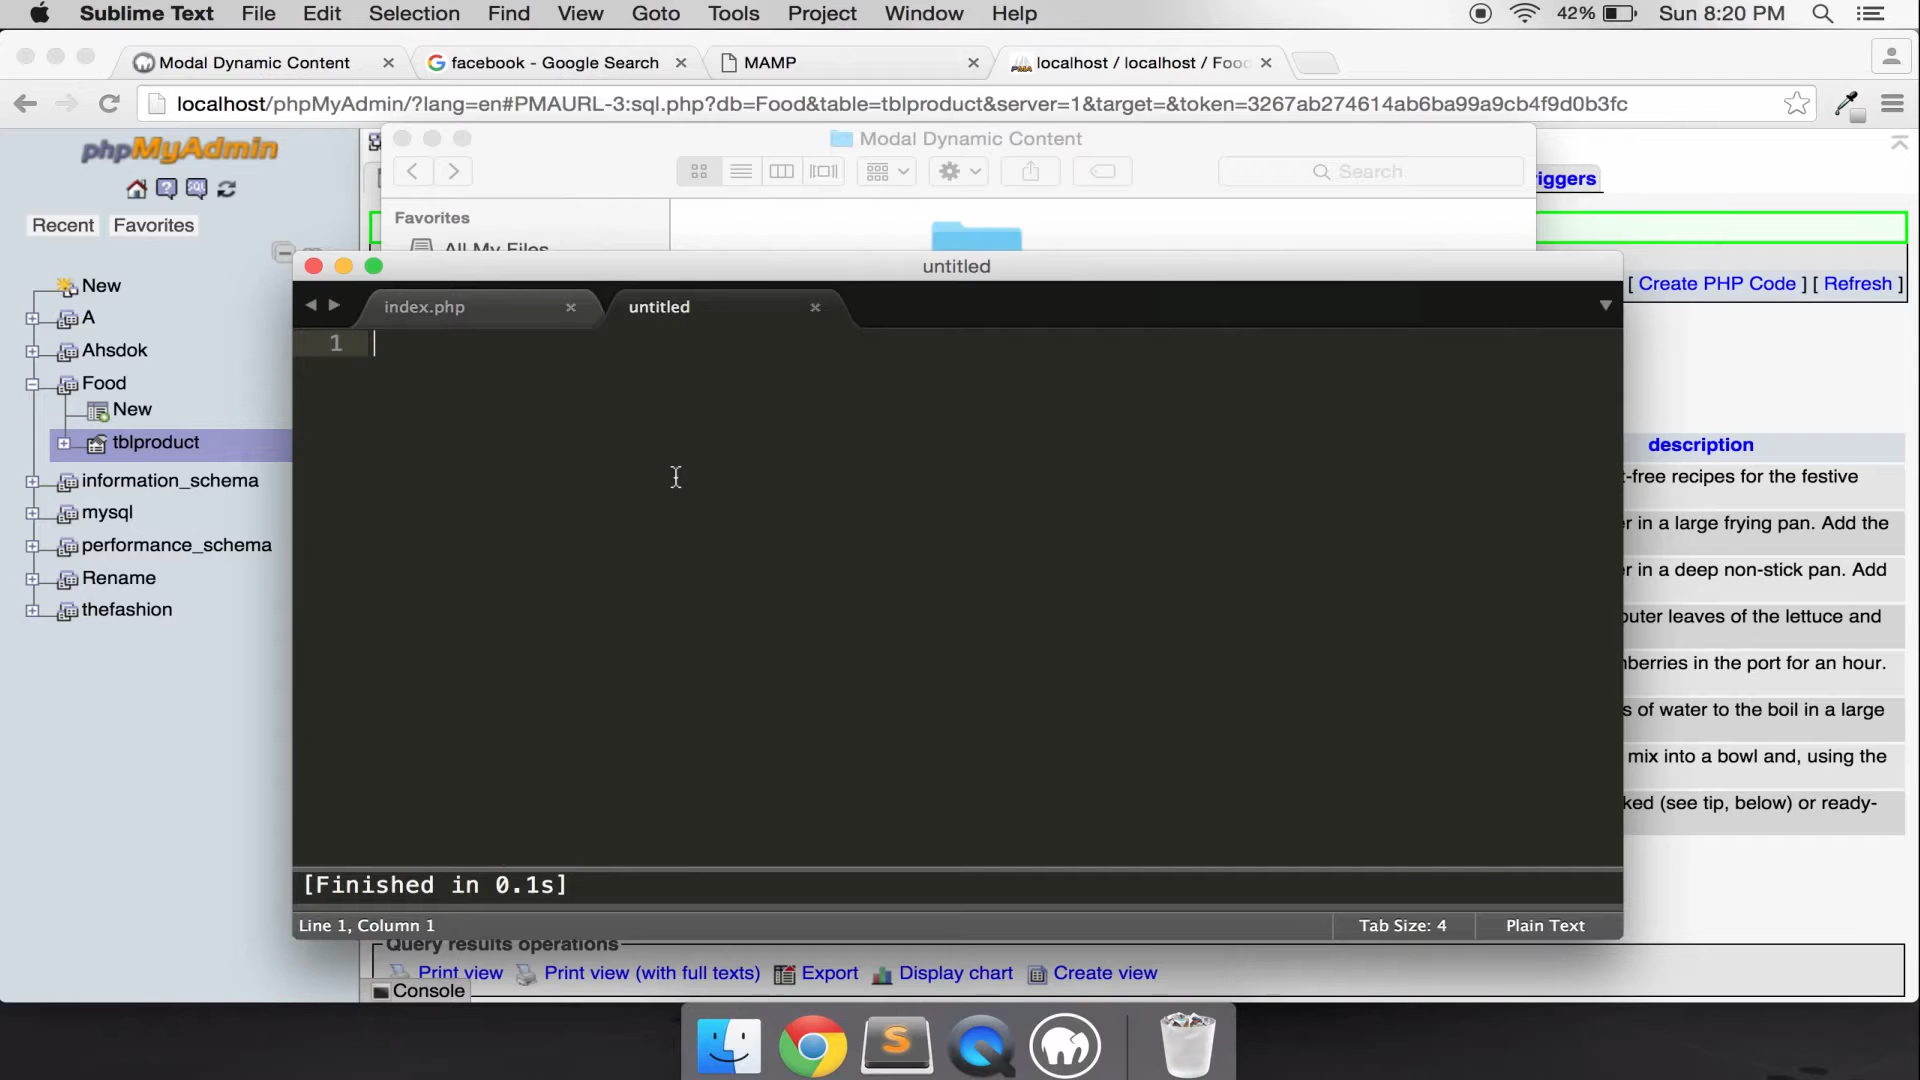 Sublime Text File Edit Selection Find View Goto Tools Project Window Help 42% Sun 8:20 PM
Modal Dynamic Content facebook - Google Search MAMP localhost / localhost / Food
localhost/phpMyAdmin/?lang=en#PMAURL-3:sql.php?db=Food&table=tblproduct&server=1&target=&token=3267ab274614ab6ba99a9cb4f9d0b3fc
phpMyAdmin
Modal Dynamic Content
Search
iggers
Recent Favorites
Favorites
All My Files
untitled
[ Create PHP Code ] [ Refresh ]
index.php untitled
1
New
A
Ahsdok
Food
New
tblproduct
information_schema
mysql
performance_schema
Rename
thefashion
description
-free recipes for the festive
r in a large frying pan. Add the
r in a deep non-stick pan. Add
outer leaves of the lettuce and
nberries in the port for an hour.
s of water to the boil in a large
mix into a bowl and, using the
ked (see tip, below) or ready-
[Finished in 0.1s]
Line 1, Column 1 Tab Size: 4 Plain Text
Query results operations
Print view Print view (with full texts) Export Display chart Create view
Console